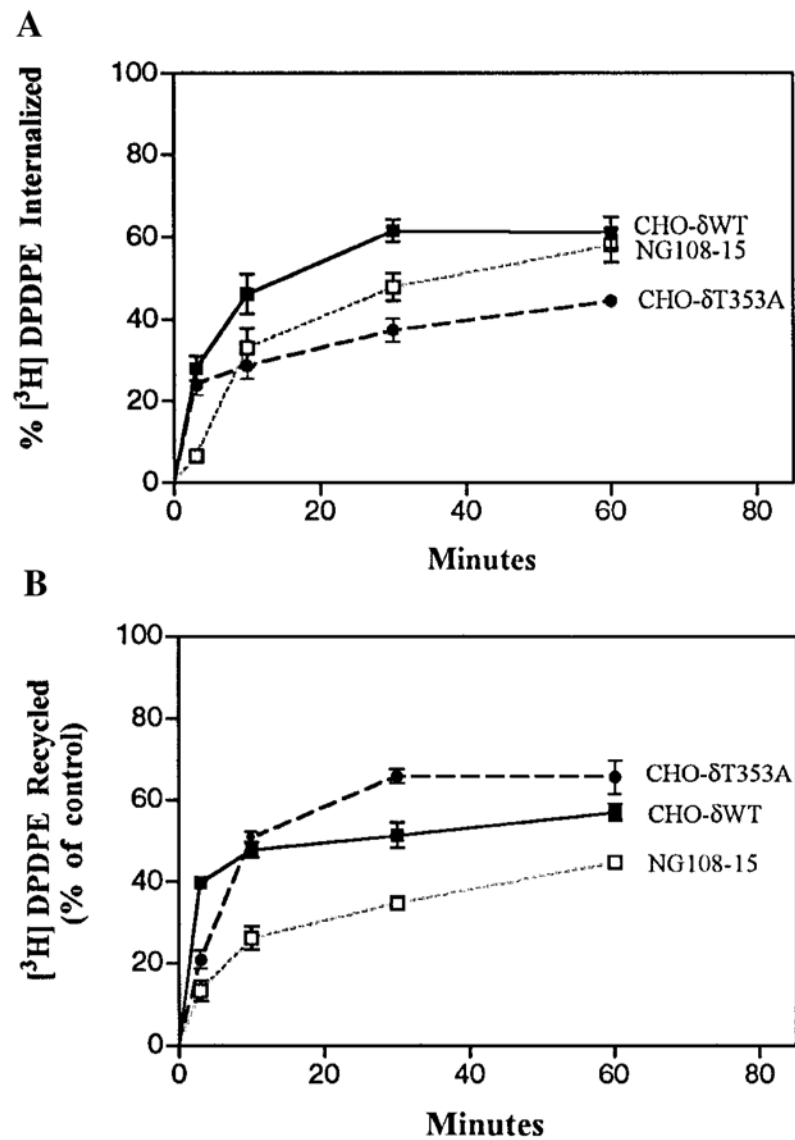 A
% [³H] DPDPE Internalized
100
80
60
40
20
0
CHO-δWT
NG108-15
CHO-δT353A
0 20 40 60 80
Minutes
B
[³H] DPDPE Recycled
(% of control)
100
80
60
40
20
0
CHO-δT353A
CHO-δWT
NG108-15
0 20 40 60 80
Minutes